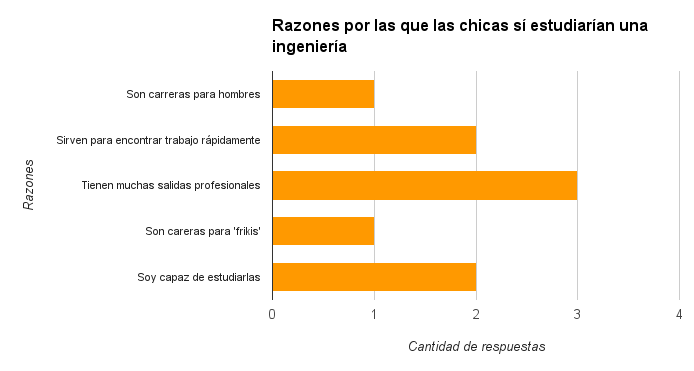 Razones por las que las chicas sí estudiarían una
ingeniería
Razones
Son carreras para hombres
Sirven para encontrar trabajo rápidamente
Tienen muchas salidas profesionales
Son careras para 'frikis'
Soy capaz de estudiarlas
0 1 2 3 4
Cantidad de respuestas